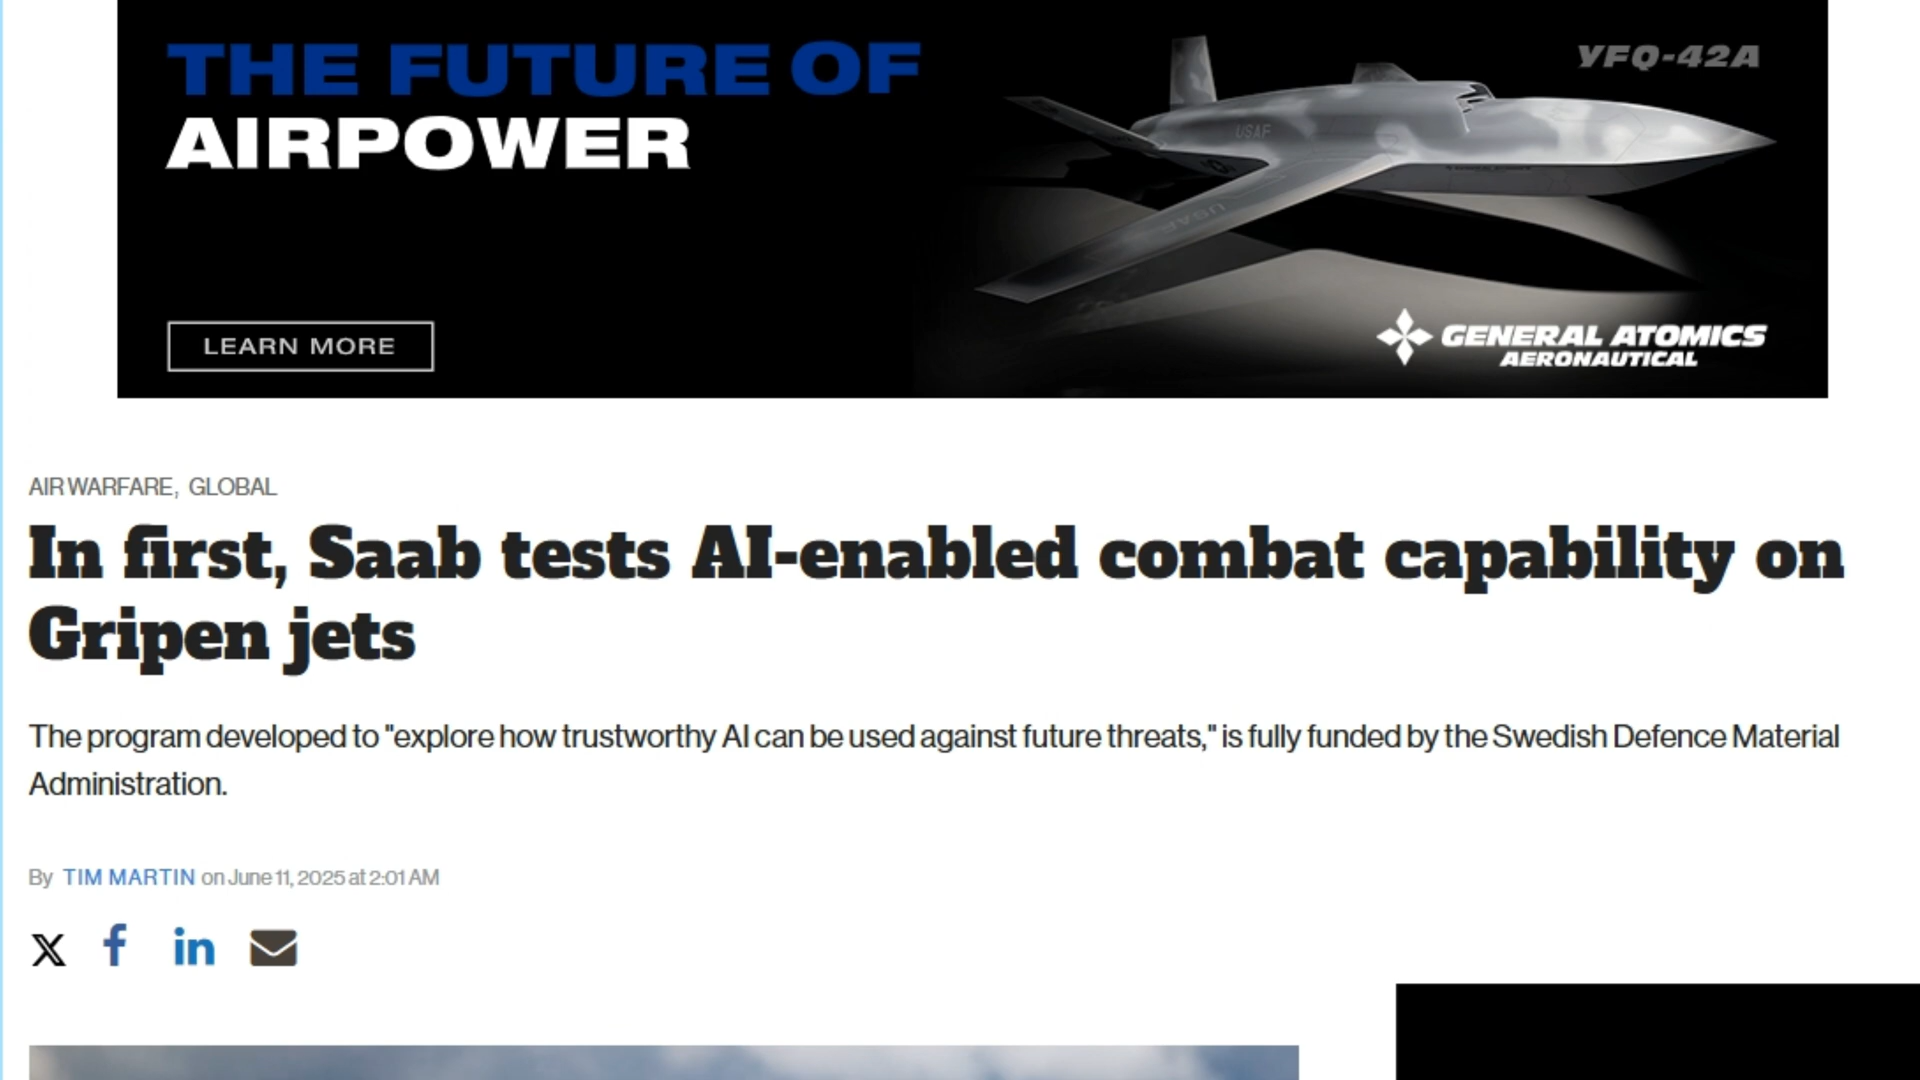 THE FUTURE OF
AIRPOWER
YFQ-42A
USAF
USAF
LEARN MORE
GENERAL ATOMICS
AERONAUTICAL
AIR WARFARE, GLOBAL
In first, Saab tests AI-enabled combat capability on
Gripen jets
The program developed to "explore how trustworthy AI can be used against future threats," is fully funded by the Swedish Defence Material
Administration.
By TIM MARTIN on June 11, 2025 at 2:01 AM